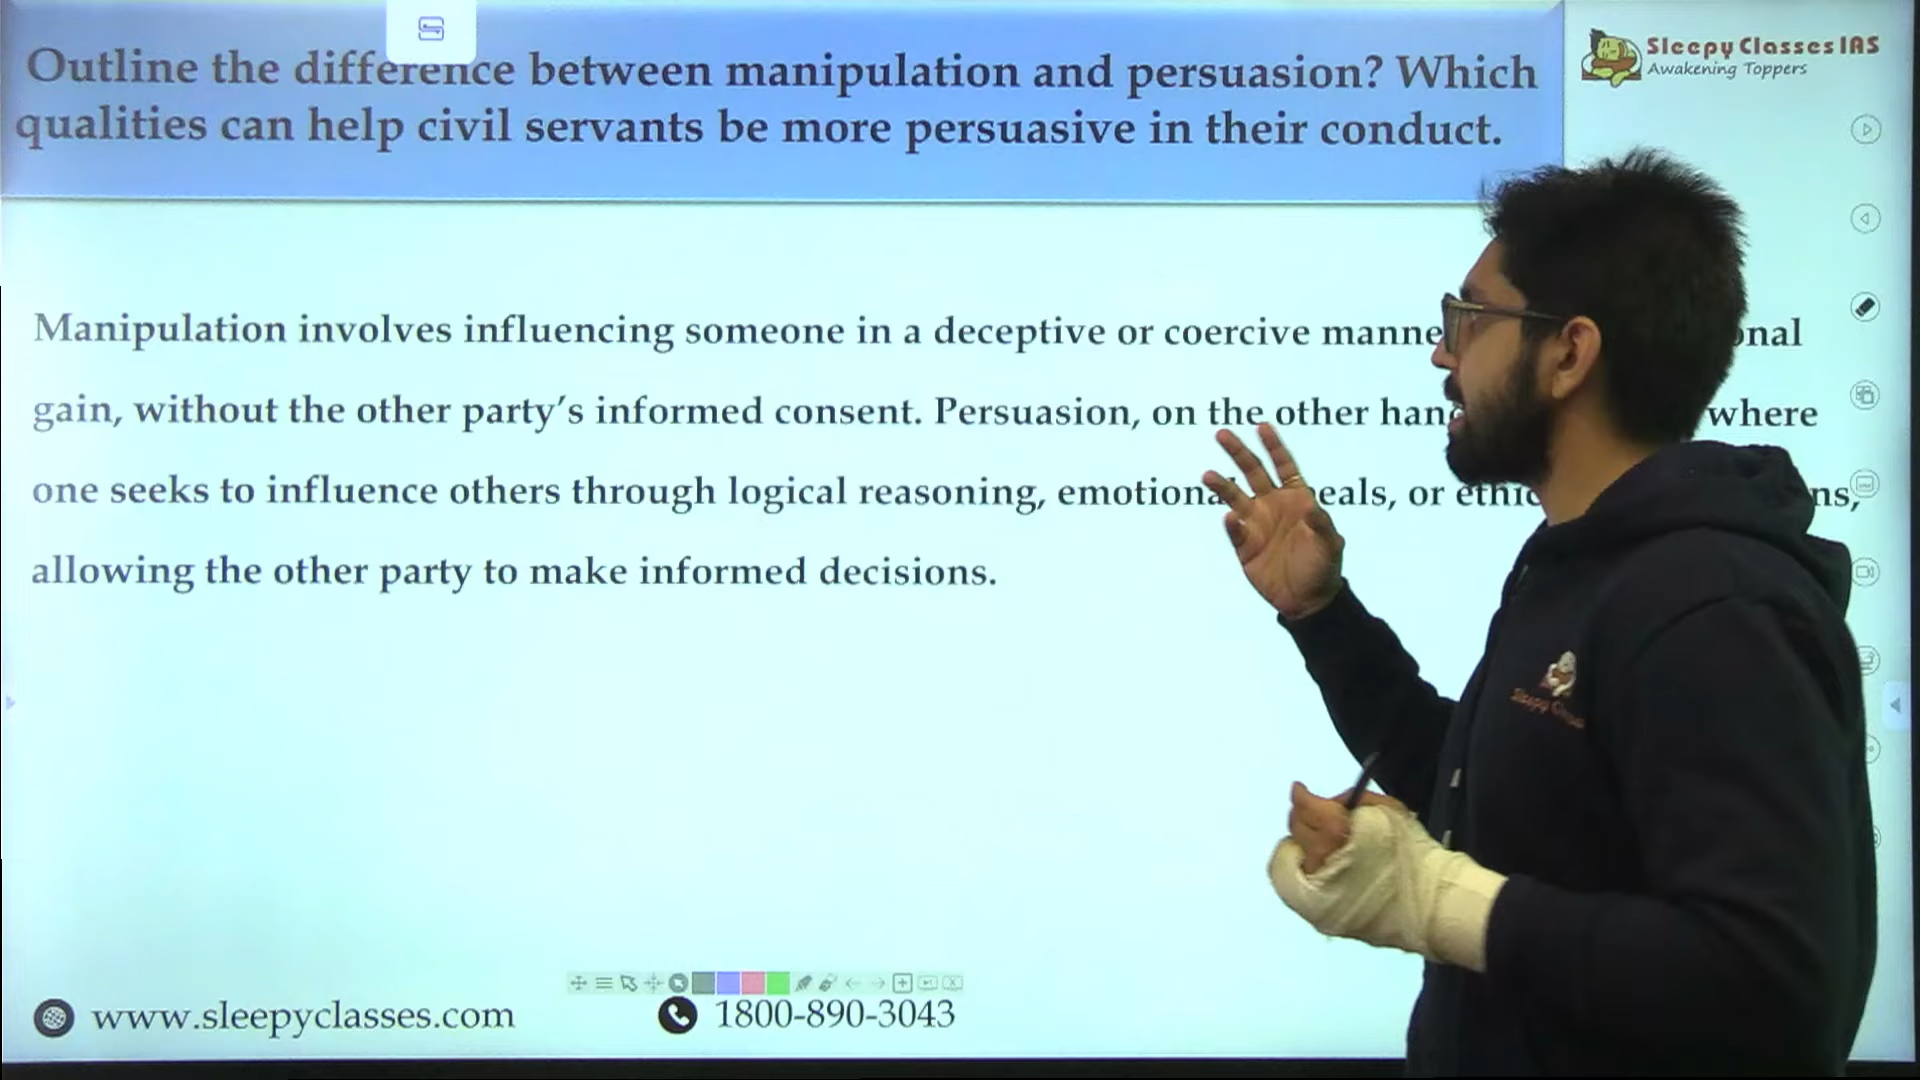 Outline the difference between manipulation and persuasion? Which
qualities can help civil servants be more persuasive in their conduct.
Sleepy Classes IAS
Awakening Toppers
Manipulation involves influencing someone in a deceptive or coercive
gain, without the other party's informed consent. Persuasion, on the other where
one seeks to influence others through logical reasoning, or
allowing the other party to make informed decisions.
Sleepy
www.sleepyclasses.com
1800-890-3043